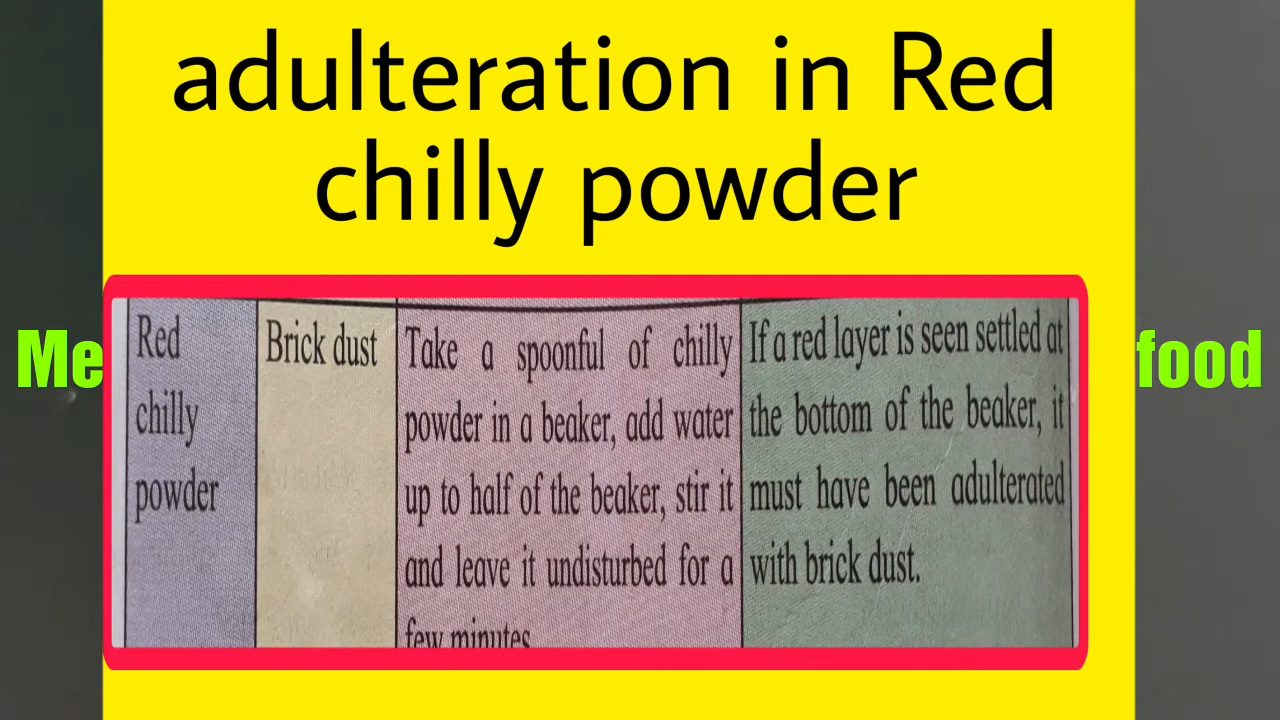 adulteration in Red
chilly powder
Me
food
Red
chilly
powder
Brick dust
Take a spoonful of chilly
powder in a beaker, add water
up to half of the beaker, stir it
and leave it undisturbed for a
few minutes
If a red layer is seen settled at
the bottom of the beaker, it
must have been adulterated
with brick dust.